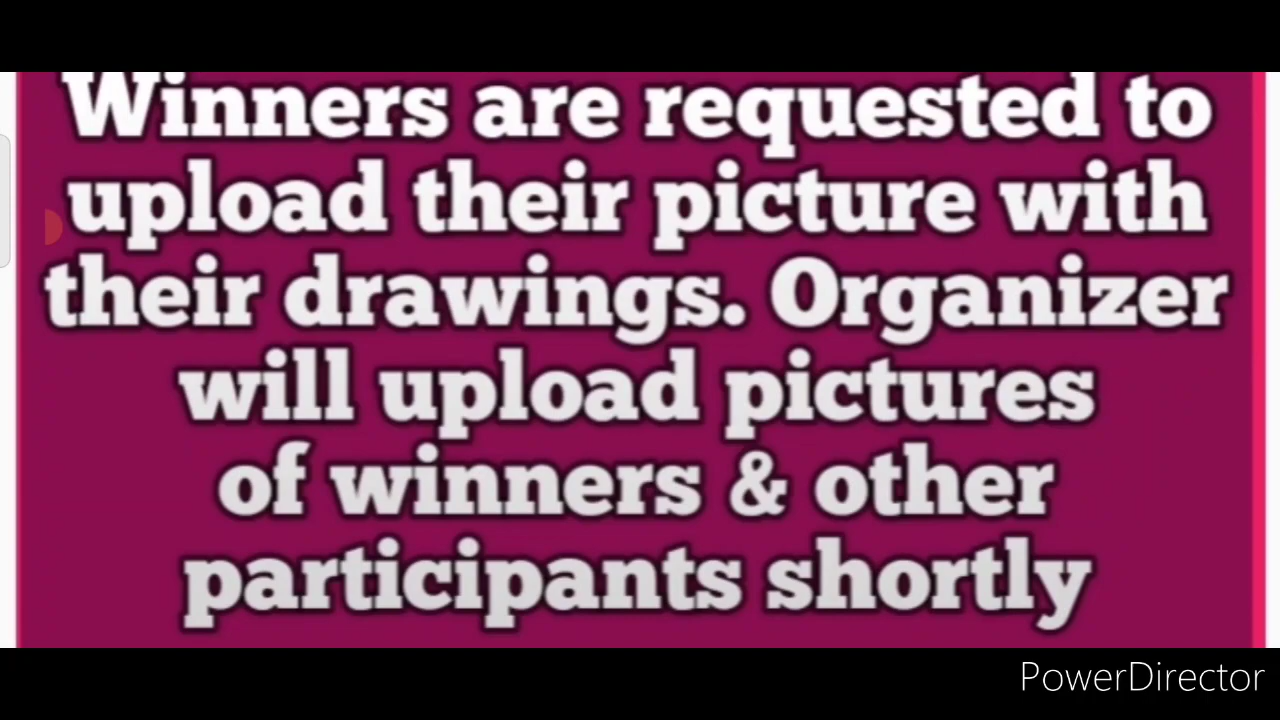 Winners are requested to
upload their picture with
their drawings. Organizer
will upload pictures
of winners & other
participants shortly
PowerDirector